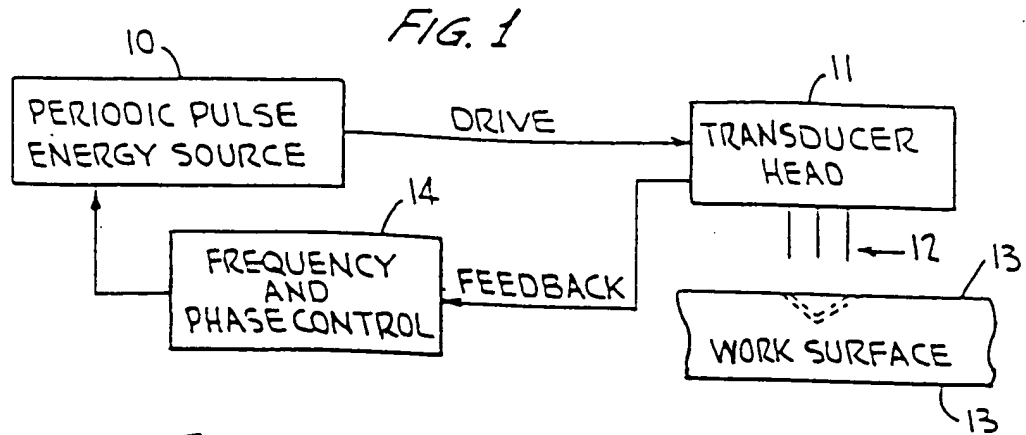 FIG. 1
10
PERIODIC PULSE
ENERGY SOURCE
DRIVE
11
TRANSDUCER
HEAD
14
FREQUENCY
AND
PHASE CONTROL
FEEDBACK
12
13
WORK SURFACE
13